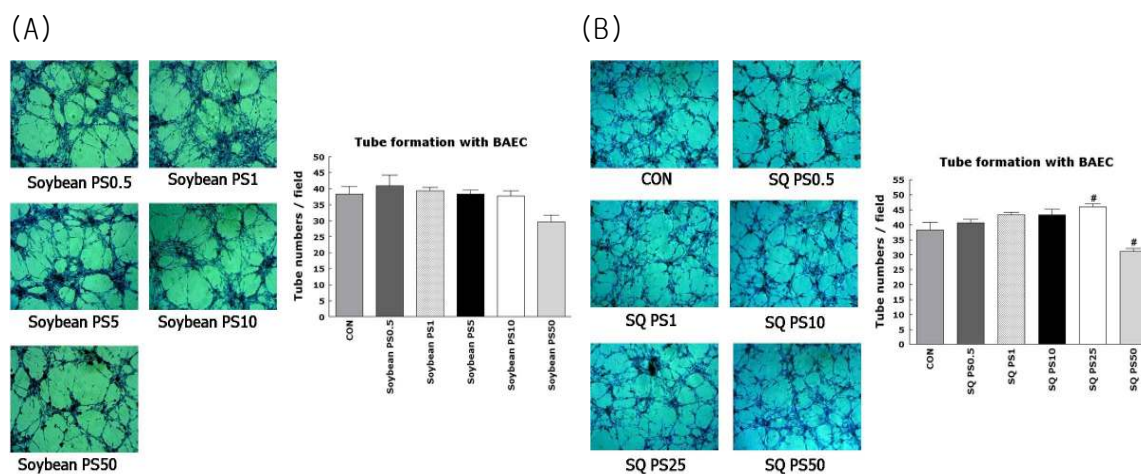 (A)
Soybean PS0.5
Soybean PS1
Soybean PS5
Soybean PS10
Soybean PS50
Tube formation with BAEC
Tube numbers / field
50
45
40
35
30
25
20
15
10
5
0
CON
Soybean PS0.5
Soybean PS1
Soybean PS5
Soybean PS10
Soybean PS50
(B)
CON
SQ PS0.5
SQ PS1
SQ PS10
SQ PS25
SQ PS50
Tube formation with BAEC
Tube numbers / field
55
50
45
40
35
30
25
20
15
10
5
0
#
#
CON
SQ PS0.5
SQ PS1
SQ PS10
SQ PS25
SQ PS50